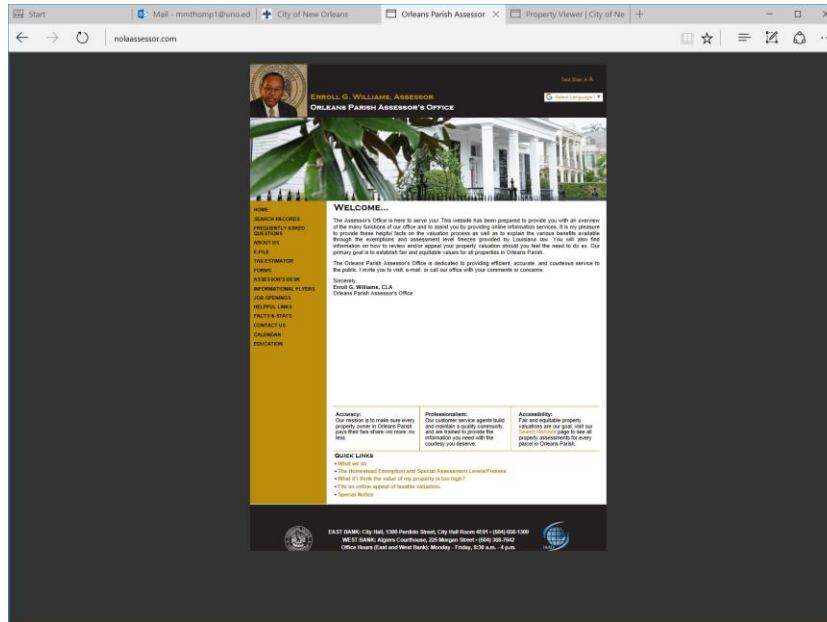 Start
Mail - mmthomp1@uno.ed
City of New Orleans
Orleans Parish Assessor
Property Viewer | City of Ne
nolaassessor.com
Text Size: A A
ERROLL G. WILLIAMS, ASSESSOR
Select Language
ORLEANS PARISH ASSESSOR'S OFFICE
HOME
SEARCH RECORDS
FREQUENTLY ASKED
QUESTIONS
ABOUT US
E-FILE
TAX ESTIMATOR
FORMS
ASSESSOR'S DESK
INFORMATIONAL FLYERS
JOB OPENINGS
HELPFUL LINKS
FACTS & STATS
CONTACT US
CALENDAR
EDUCATION
WELCOME...
The Assessor's Office is here to serve you! This website has been prepared to provide you with an overview
of the many functions of our office and to assist you by providing online information services. It is my pleasure
to provide these helpful facts on the valuation process as well as to explain the various benefits available
through the exemptions and assessment level freezes provided by Louisiana law. You will also find
information on how to review and/or appeal your property valuation should you feel the need to do so. Our
primary goal is to establish fair and equitable values for all properties in Orleans Parish.
The Orleans Parish Assessor's Office is dedicated to providing efficient, accurate, and courteous service to
the public. I invite you to visit, e-mail, or call our office with your comments or concerns.
Sincerely,
Erroll G. Williams, CLA
Orleans Parish Assessor's Office
Accuracy:
Our mission is to make sure every
property owner in Orleans Parish
pays their fare share--no more, no
less.
Professionalism:
Our customer service agents build
and maintain a quality community,
and are trained to provide the
information you need with the
courtesy you deserve.
Accessibility:
Fair and equitable property
valuations are our goal, visit our
Search Records page to see all
property assessments for every
parcel in Orleans Parish.
QUICK LINKS
• What we do
• The Homestead Exemption and Special Assessment Levels/Freezes
• What if I think the value of my property is too high?
• File an online appeal of taxable valuation.
• Special Notice
EAST BANK: City Hall, 1300 Perdido Street, City Hall Room 4E01 • (504) 658-1300
WEST BANK: Algiers Courthouse, 225 Morgan Street • (504) 368-7642
Office Hours (East and West Bank): Monday - Friday, 8:30 a.m. - 4 p.m.